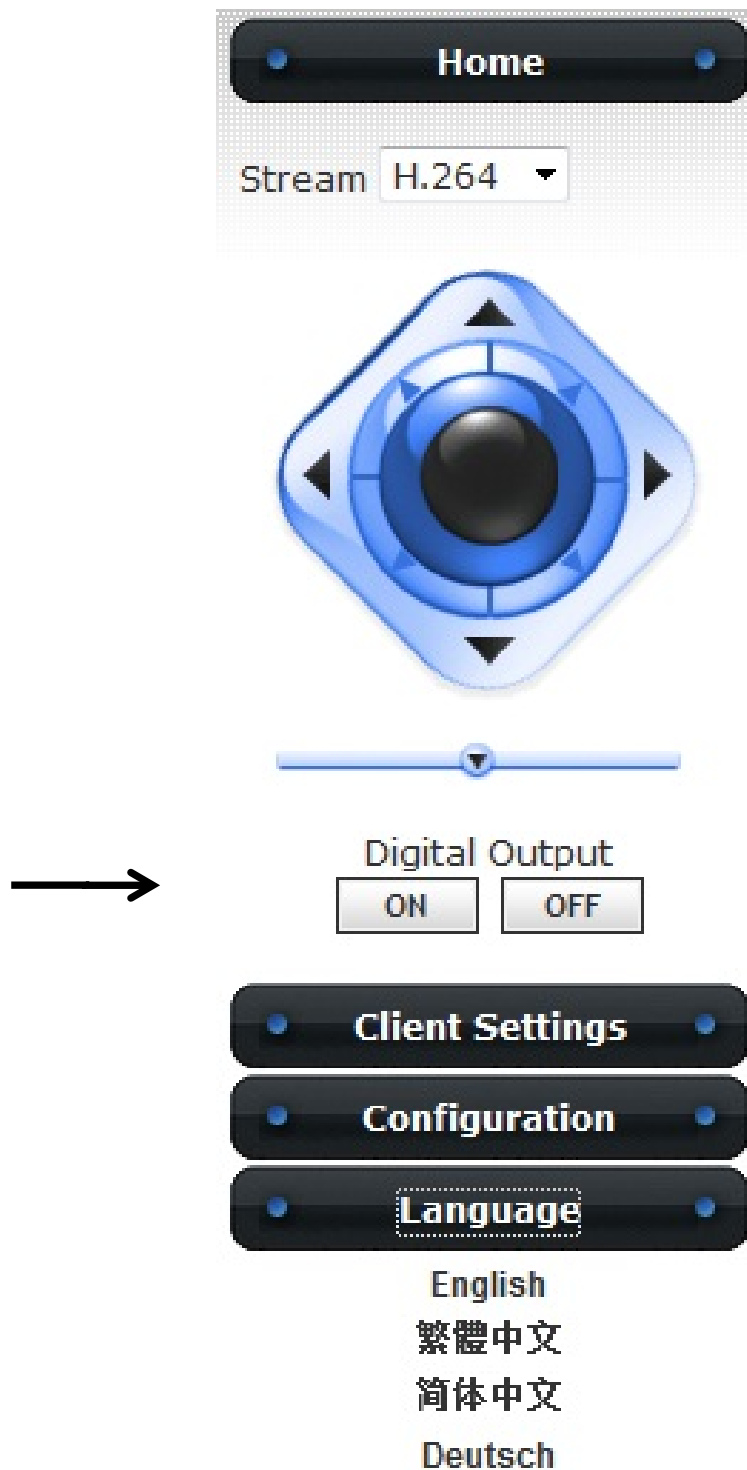 Home
Stream H.264
Digital Output
ON OFF
Client Settings
Configuration
Language
English
繁體中文
简体中文
Deutsch